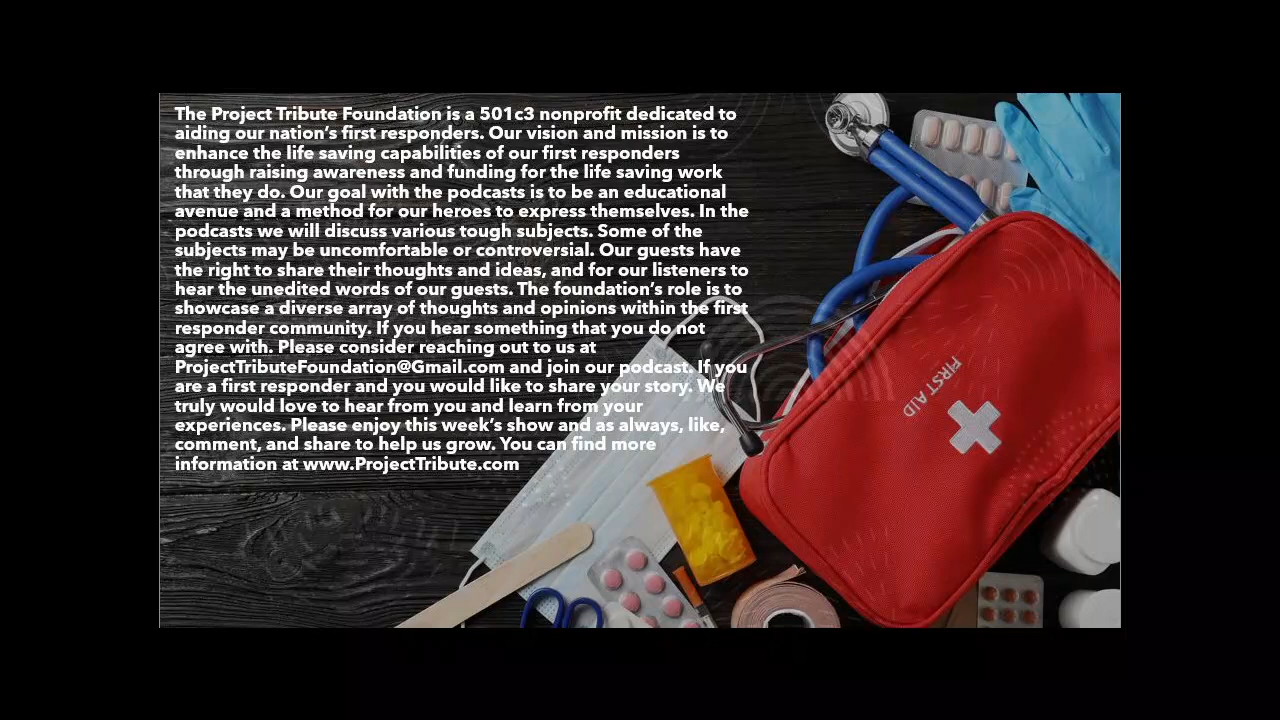 The Project Tribute Foundation is a 501c3 nonprofit dedicated to
aiding our nation's first responders. Our vision and mission is to
enhance the life saving capabilities of our first responders
through raising awareness and funding for the life saving work
that they do. Our goal with the podcasts is to be an educational
avenue and a method for our heroes to express themselves. In the
podcasts we will discuss various tough subjects. Some of the
subjects may be uncomfortable or controversial. Our guests have
the right to share their thoughts and ideas, and for our listeners to
hear the unedited words of our guests. The foundation's role is to
showcase a diverse array of thoughts and opinions within the first
responder community. If you hear something that you do not
agree with. Please consider reaching out to us at
ProjectTributeFoundation@Gmail.com and join our podcast. If you
are a first responder and you would like to share your story. We
truly would love to hear from you and learn from your
experiences. Please enjoy this week's show and as always, like,
comment, and share to help us grow. You can find more
information at www.ProjectTribute.com
FIRST AID